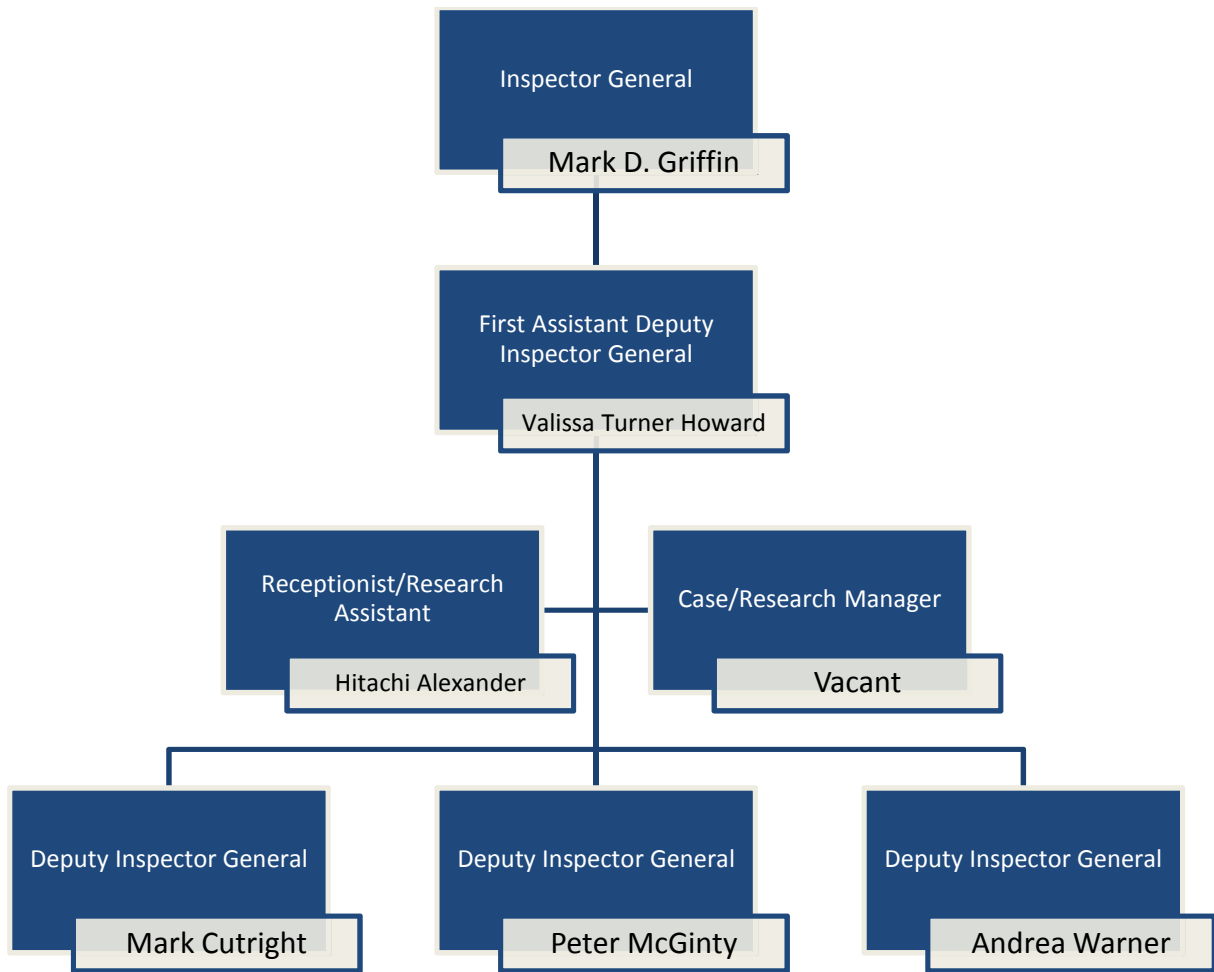 Inspector General
Mark D. Griffin
First Assistant Deputy
Inspector General
Valissa Turner Howard
Receptionist/Research
Assistant
Hitachi Alexander
Case/Research Manager
Vacant
Deputy Inspector General
Mark Cutright
Deputy Inspector General
Peter McGinty
Deputy Inspector General
Andrea Warner